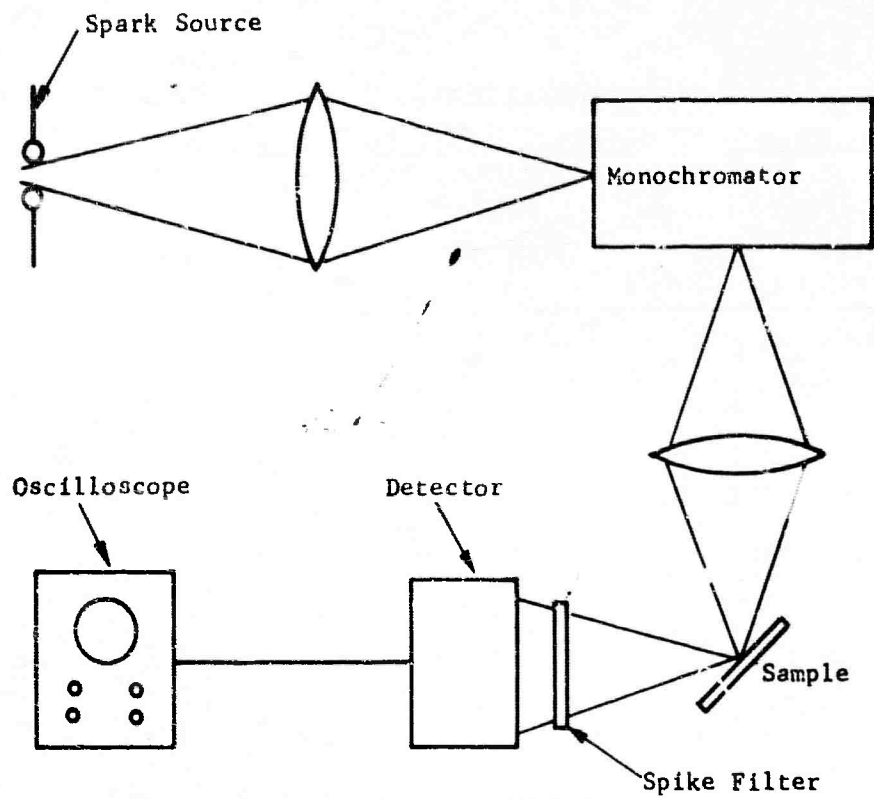 Spark Source
Monochromator
Oscilloscope
Detector
Sample
Spike Filter